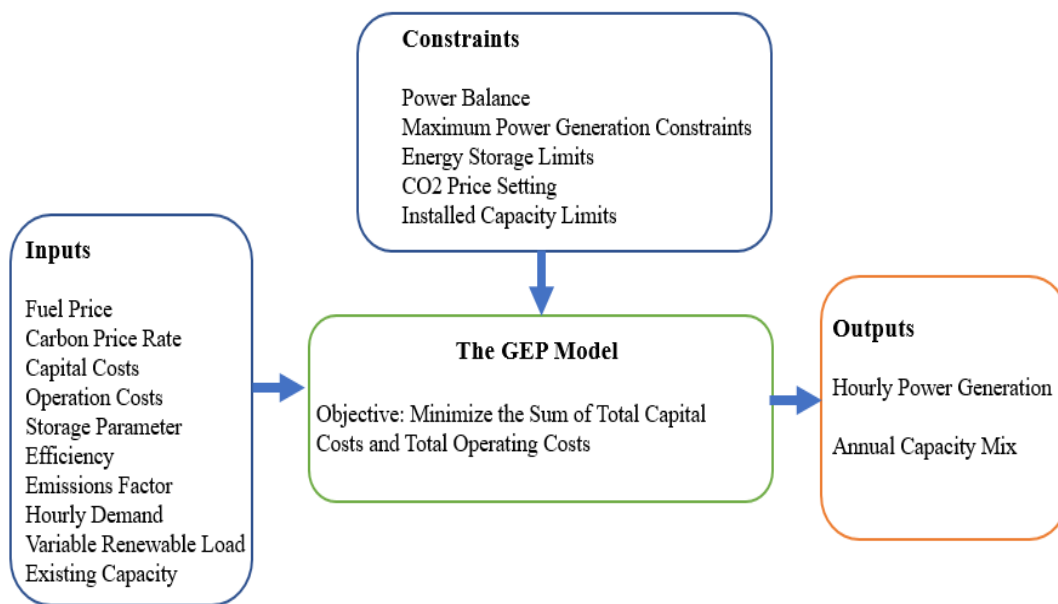 Constraints
Power Balance
Maximum Power Generation Constraints
Energy Storage Limits
CO2 Price Setting
Installed Capacity Limits
Inputs
Fuel Price
Carbon Price Rate
Capital Costs
Operation Costs
Storage Parameter
Efficiency
Emissions Factor
Hourly Demand
Variable Renewable Load
Existing Capacity
The GEP Model
Objective: Minimize the Sum of Total Capital
Costs and Total Operating Costs
Outputs
Hourly Power Generation
Annual Capacity Mix